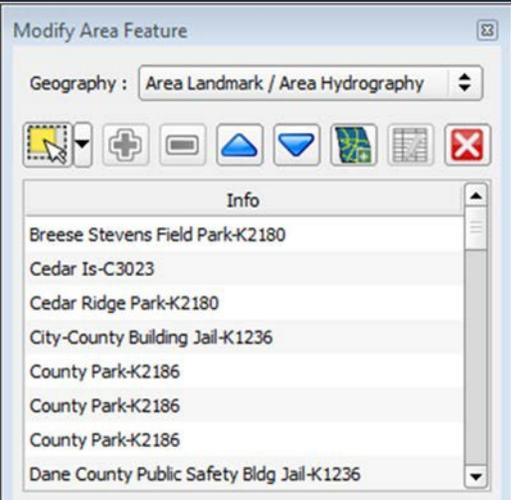 Modify Area Feature
Geography : Area Landmark / Area Hydrography
Info
Breese Stevens Field Park-K2180
Cedar Is-C3023
Cedar Ridge Park-K2180
City-County Building Jail-K1236
County Park-K2186
County Park-K2186
County Park-K2186
Dane County Public Safety Bldg Jail-K1236